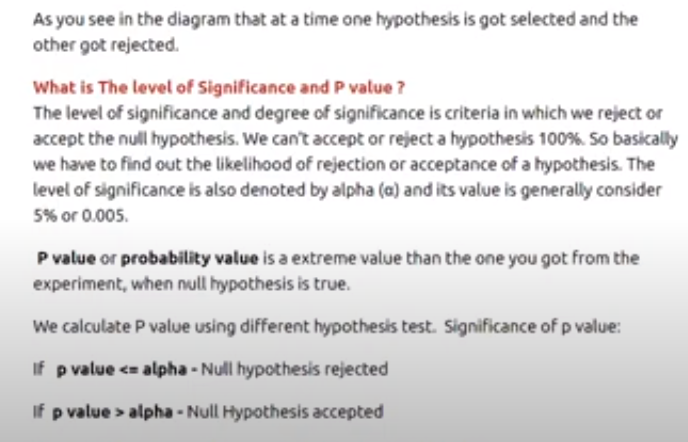 As you see in the diagram that at a time one hypothesis is got selected and the
other got rejected.
What is The level of Significance and P value ?
The level of significance and degree of significance is criteria in which we reject or
accept the null hypothesis. We can't accept or reject a hypothesis 100%. So basically
we have to find out the likelihood of rejection or acceptance of a hypothesis. The
level of significance is also denoted by alpha (α) and its value is generally consider
5% or 0.005.
P value or probability value is a extreme value than the one you got from the
experiment, when null hypothesis is true.
We calculate P value using different hypothesis test. Significance of p value:
If p value <= alpha - Null hypothesis rejected
If p value > alpha - Null Hypothesis accepted